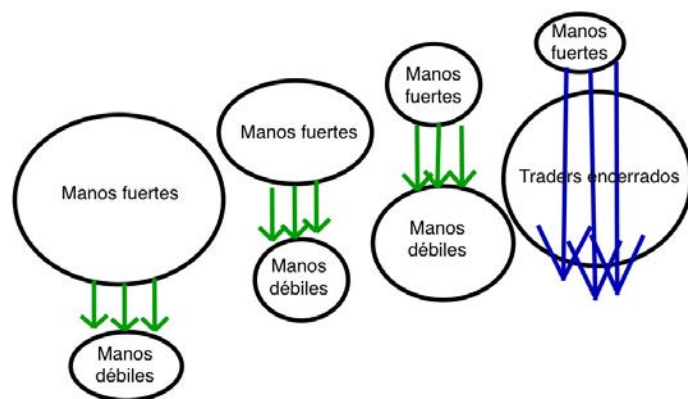 Manos fuertes
Manos
débiles
Manos fuertes
Manos
débiles
Manos
fuertes
Manos
débiles
Manos
fuertes
Traders encerrados